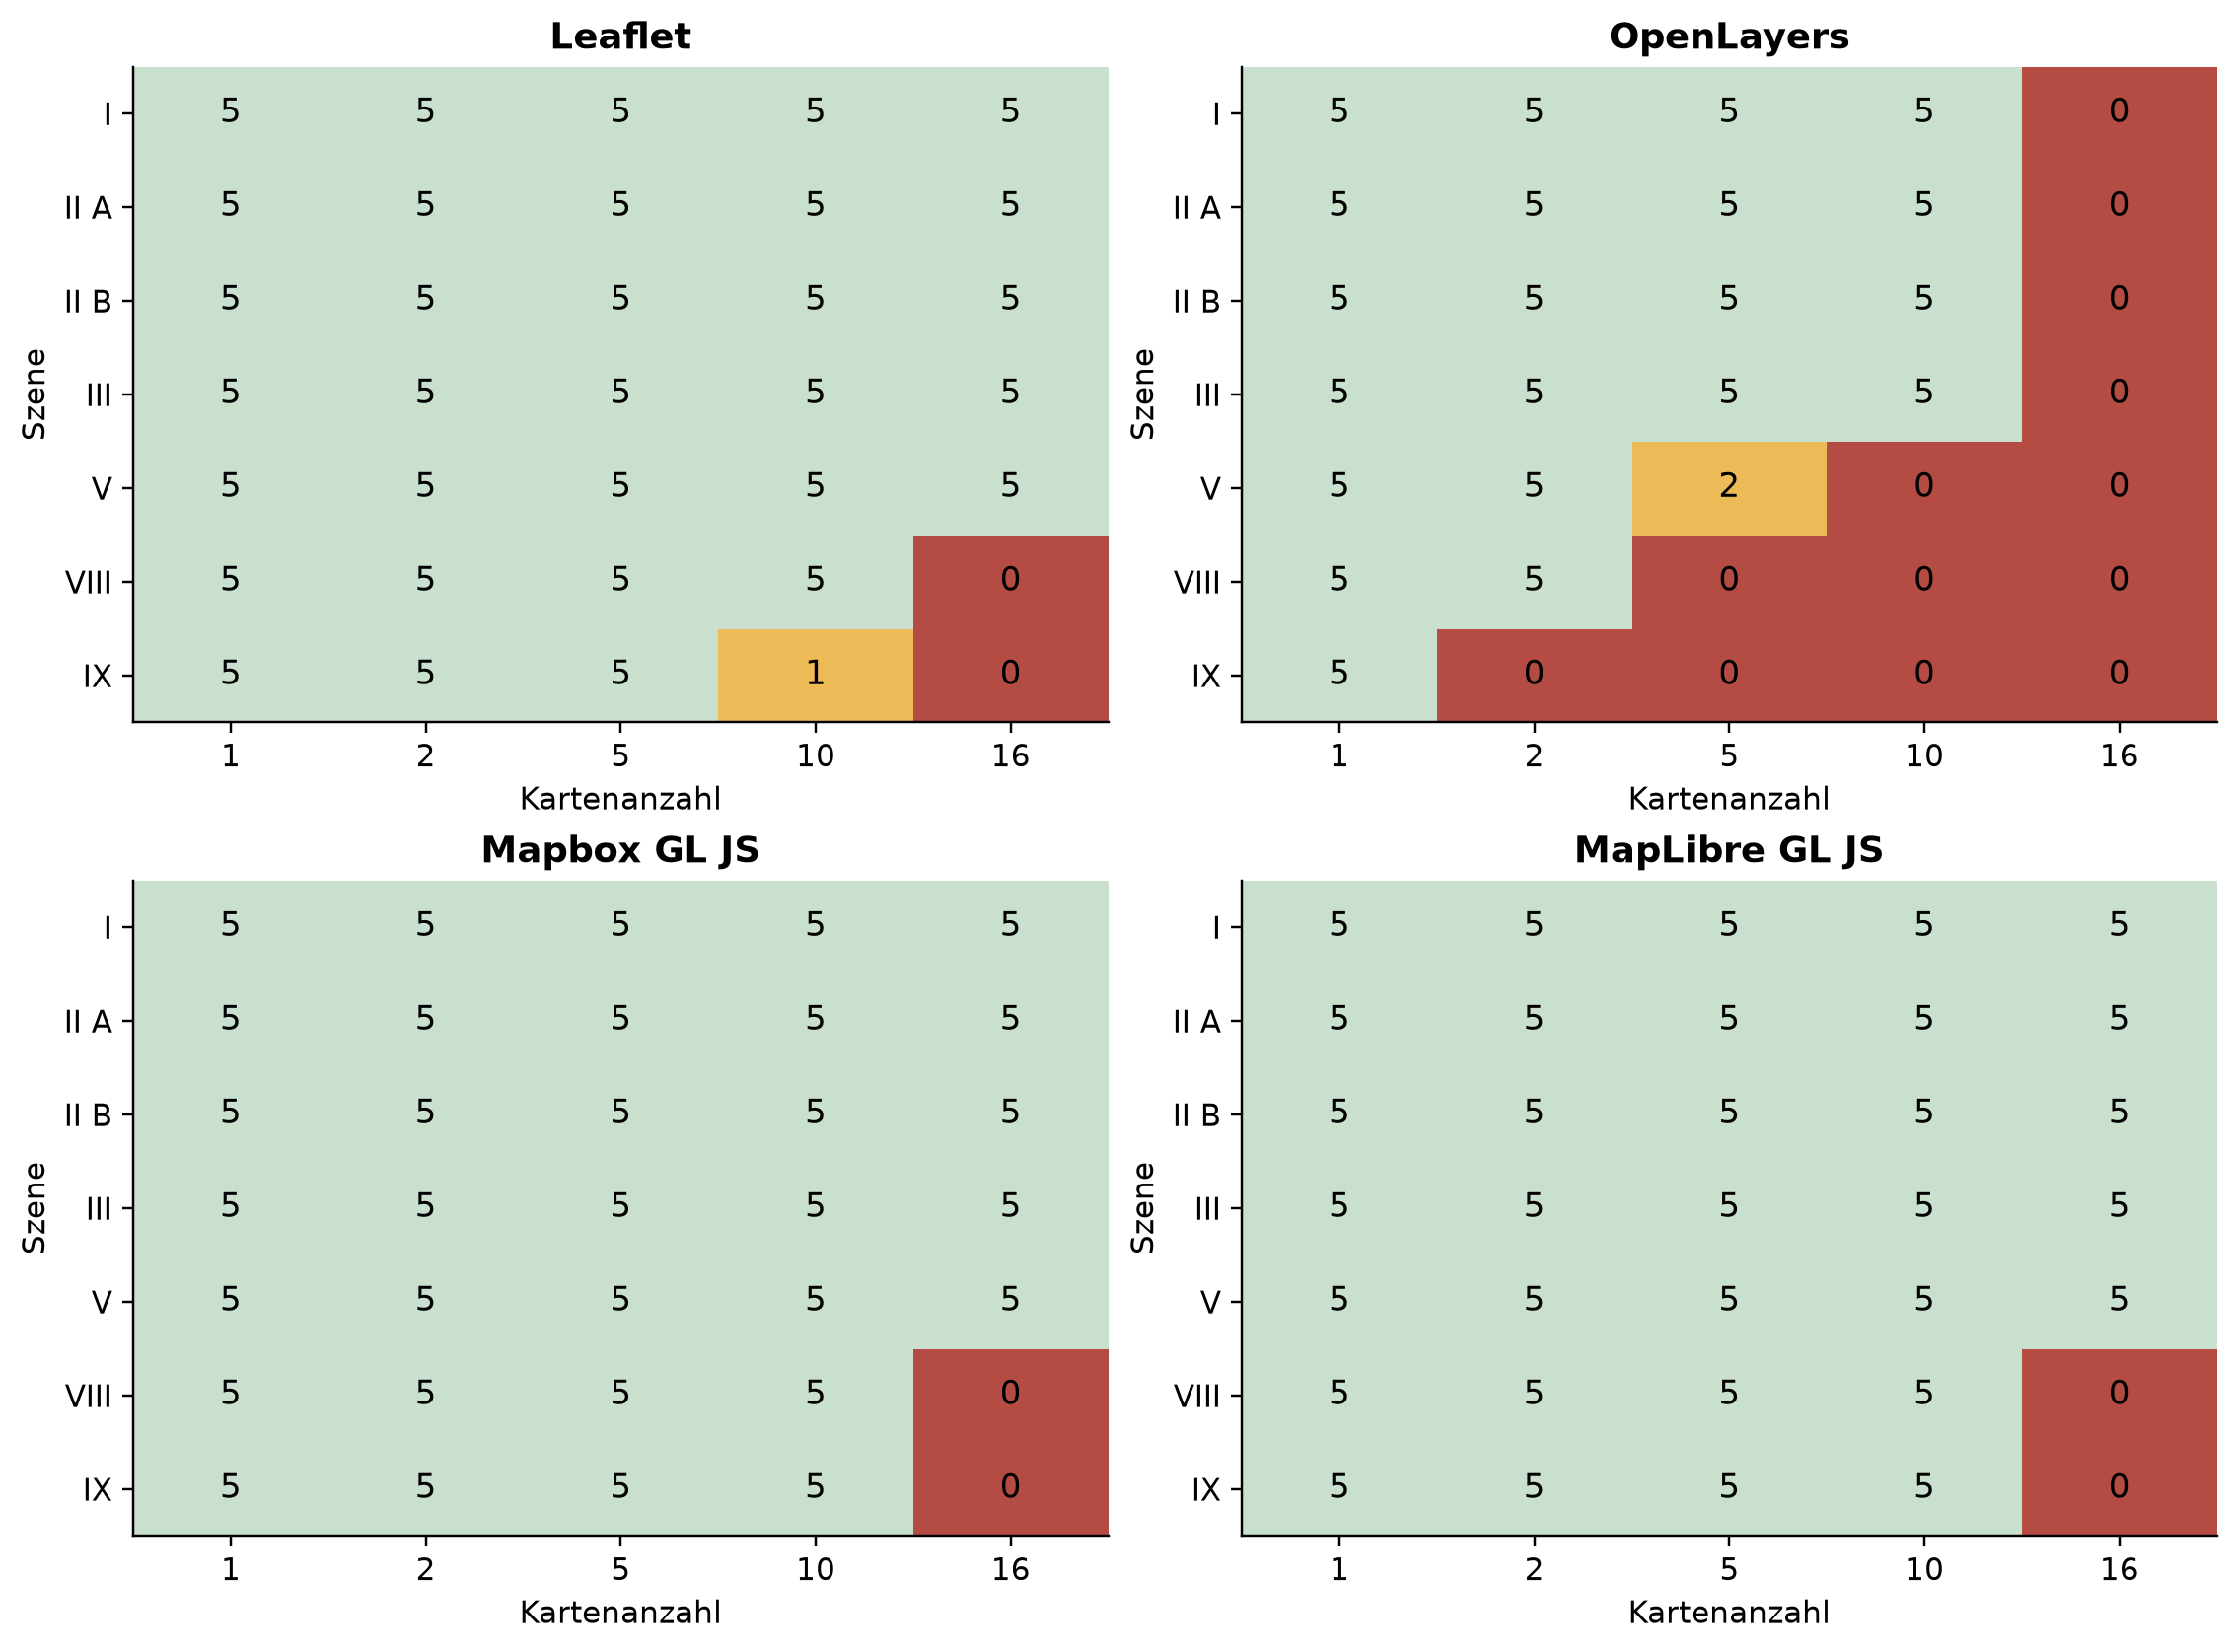 Leaflet
Szene
I 5 5 5 5 5
II A 5 5 5 5 5
II B 5 5 5 5 5
III 5 5 5 5 5
V 5 5 5 5 5
VIII 5 5 5 5 0
IX 5 5 5 1 0
1 2 5 10 16
Kartenanzahl
OpenLayers
Szene
I 5 5 5 5 0
II A 5 5 5 5 0
II B 5 5 5 5 0
III 5 5 5 5 0
V 5 5 2 0 0
VIII 5 5 0 0 0
IX 5 0 0 0 0
1 2 5 10 16
Kartenanzahl
Mapbox GL JS
Szene
I 5 5 5 5 5
II A 5 5 5 5 5
II B 5 5 5 5 5
III 5 5 5 5 5
V 5 5 5 5 5
VIII 5 5 5 5 0
IX 5 5 5 5 0
1 2 5 10 16
Kartenanzahl
MapLibre GL JS
Szene
I 5 5 5 5 5
II A 5 5 5 5 5
II B 5 5 5 5 5
III 5 5 5 5 5
V 5 5 5 5 5
VIII 5 5 5 5 0
IX 5 5 5 5 0
1 2 5 10 16
Kartenanzahl